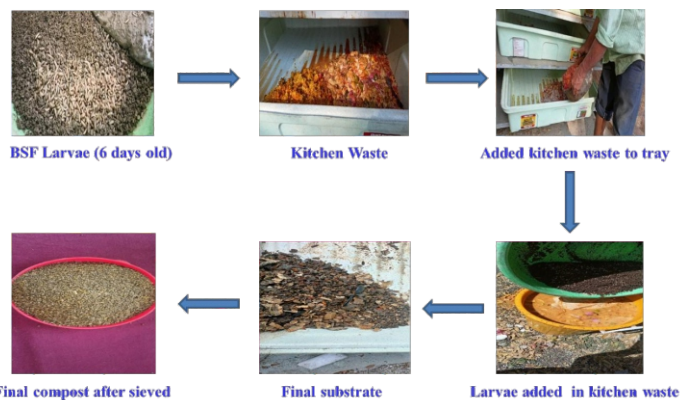 BSF Larvae (6 days old)
Kitchen Waste
Added kitchen waste to tray
Larvae added in kitchen waste
Final substrate
Final compost after sieved